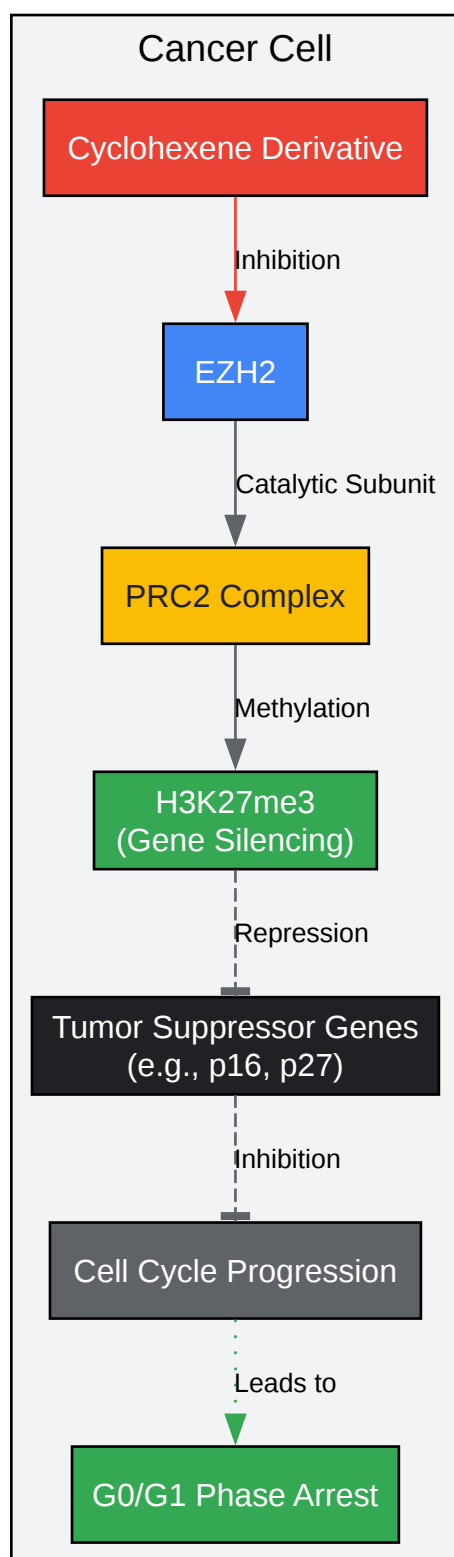 Cancer Cell
Cyclohexene Derivative
Inhibition
EZH2
Catalytic Subunit
PRC2 Complex
Methylation
H3K27me3
(Gene Silencing)
Repression
Tumor Suppressor Genes
(e.g., p16, p27)
Inhibition
Cell Cycle Progression
Leads to
G0/G1 Phase Arrest